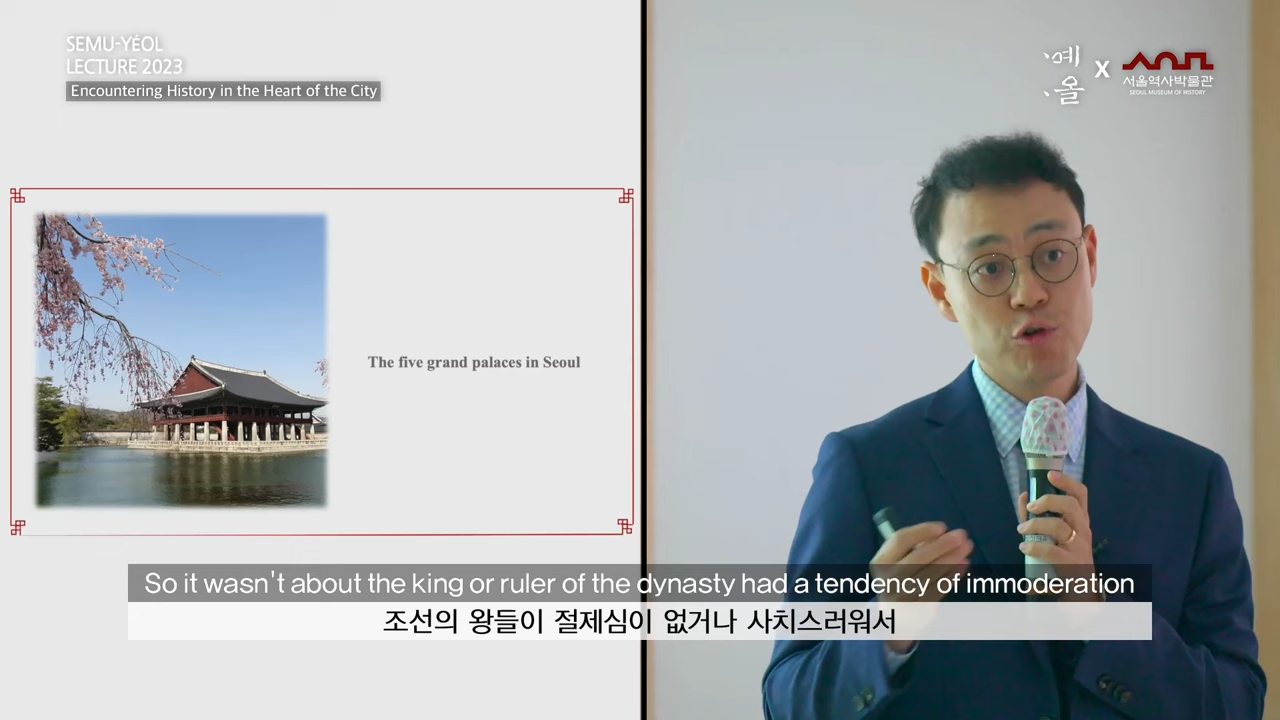 SEMU-YÉOL
LECTURE 2023
Encountering History in the Heart of the City
예
올
X
서울역사박물관
SEOUL MUSEUM OF HISTORY
The five grand palaces in Seoul
So it wasn't about the king or ruler of the dynasty had a tendency of immoderation
조선의 왕들이 절제심이 없거나 사치스러워서